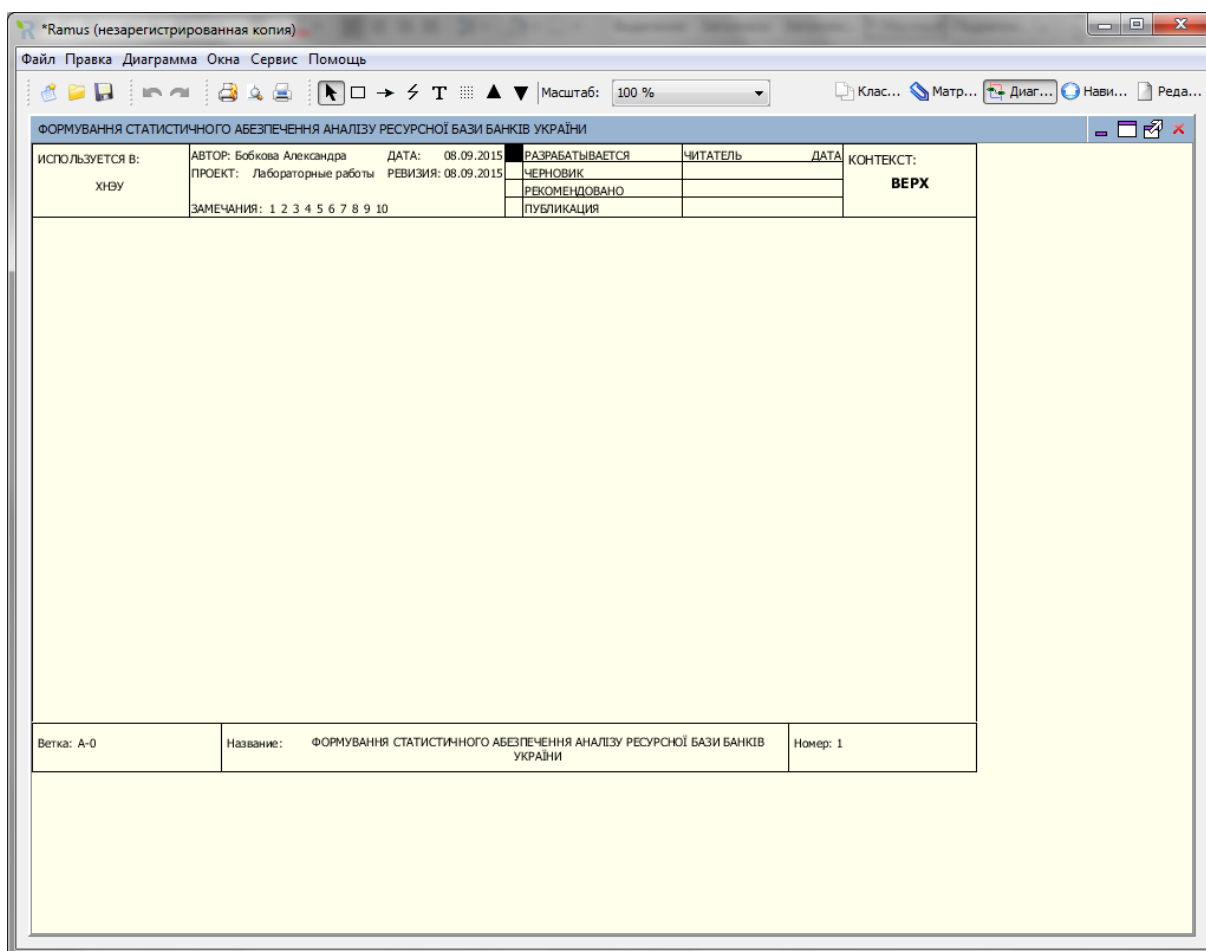 *Ramus (незарегистрированная копия)
Файл Правка Диаграмма Окна Сервис Помощь
T Масштаб: 100 % Клас... Матр... Диаг... Нави... Реда...
ФОРМУВАННЯ СТАТИСТИЧНОГО АБЕЗПЕЧЕННЯ АНАЛІЗУ РЕСУРСНОЇ БАЗИ БАНКІВ УКРАЇНИ
ИСПОЛЬЗУЕТСЯ В: АВТОР: Бобкова Александра ДАТА: 08.09.2015 РАЗРАБАТЫВАЕТСЯ ЧИТАТЕЛЬ ДАТА КОНТЕКСТ:
ХНЭУ ПРОЕКТ: Лабораторные работы РЕВИЗИЯ: 08.09.2015 ЧЕРНОВИК ВЕРХ
РЕКОМЕНДОВАНО
ЗАМЕЧАНИЯ: 1 2 3 4 5 6 7 8 9 10 ПУБЛИКАЦИЯ
Ветка: A-0 Название: ФОРМУВАННЯ СТАТИСТИЧНОГО АБЕЗПЕЧЕННЯ АНАЛІЗУ РЕСУРСНОЇ БАЗИ БАНКІВ Номер: 1
УКРАЇНИ